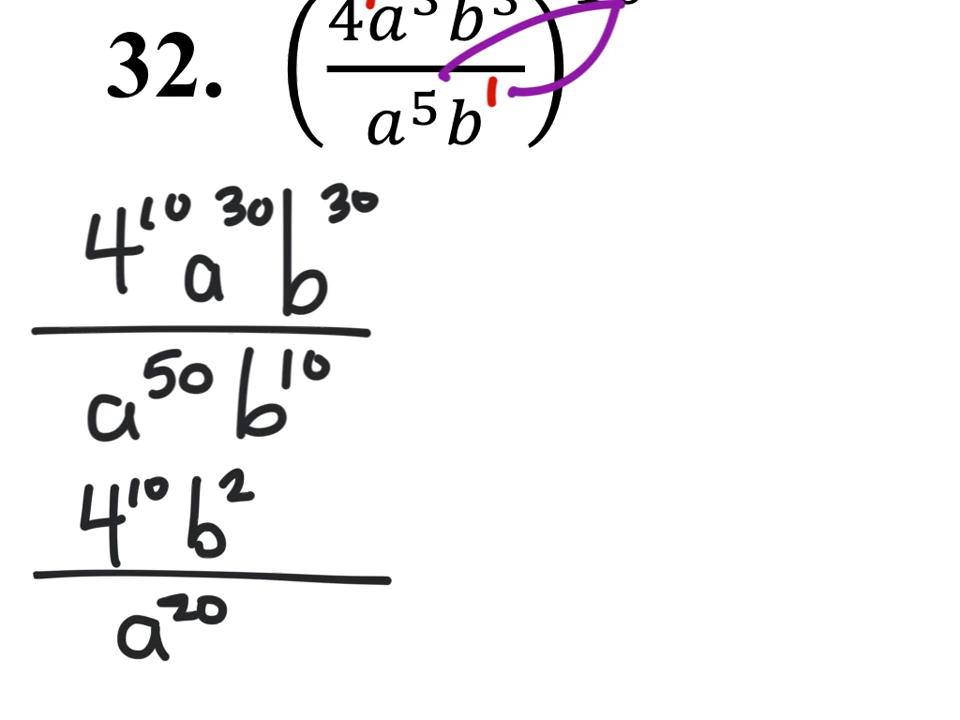 32. (4a³b³ / a⁵b¹)
4¹⁰a³⁰b³⁰
a⁵⁰b¹⁰
4¹⁰b²
a²⁰